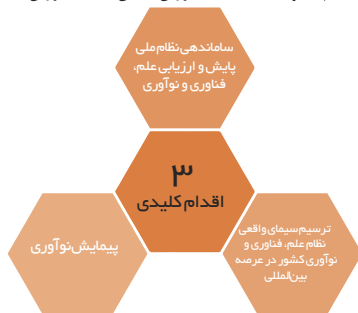 ساماندهی نظام ملی
پایش و ارزیابی علم،
فناوری و نوآوری
۳
اقدام کلیدی
ترسیم سیمای واقعی
نظام علم، فناوری و
نوآوری کشور در عرصه
بین‌المللی
پیمایش نوآوری